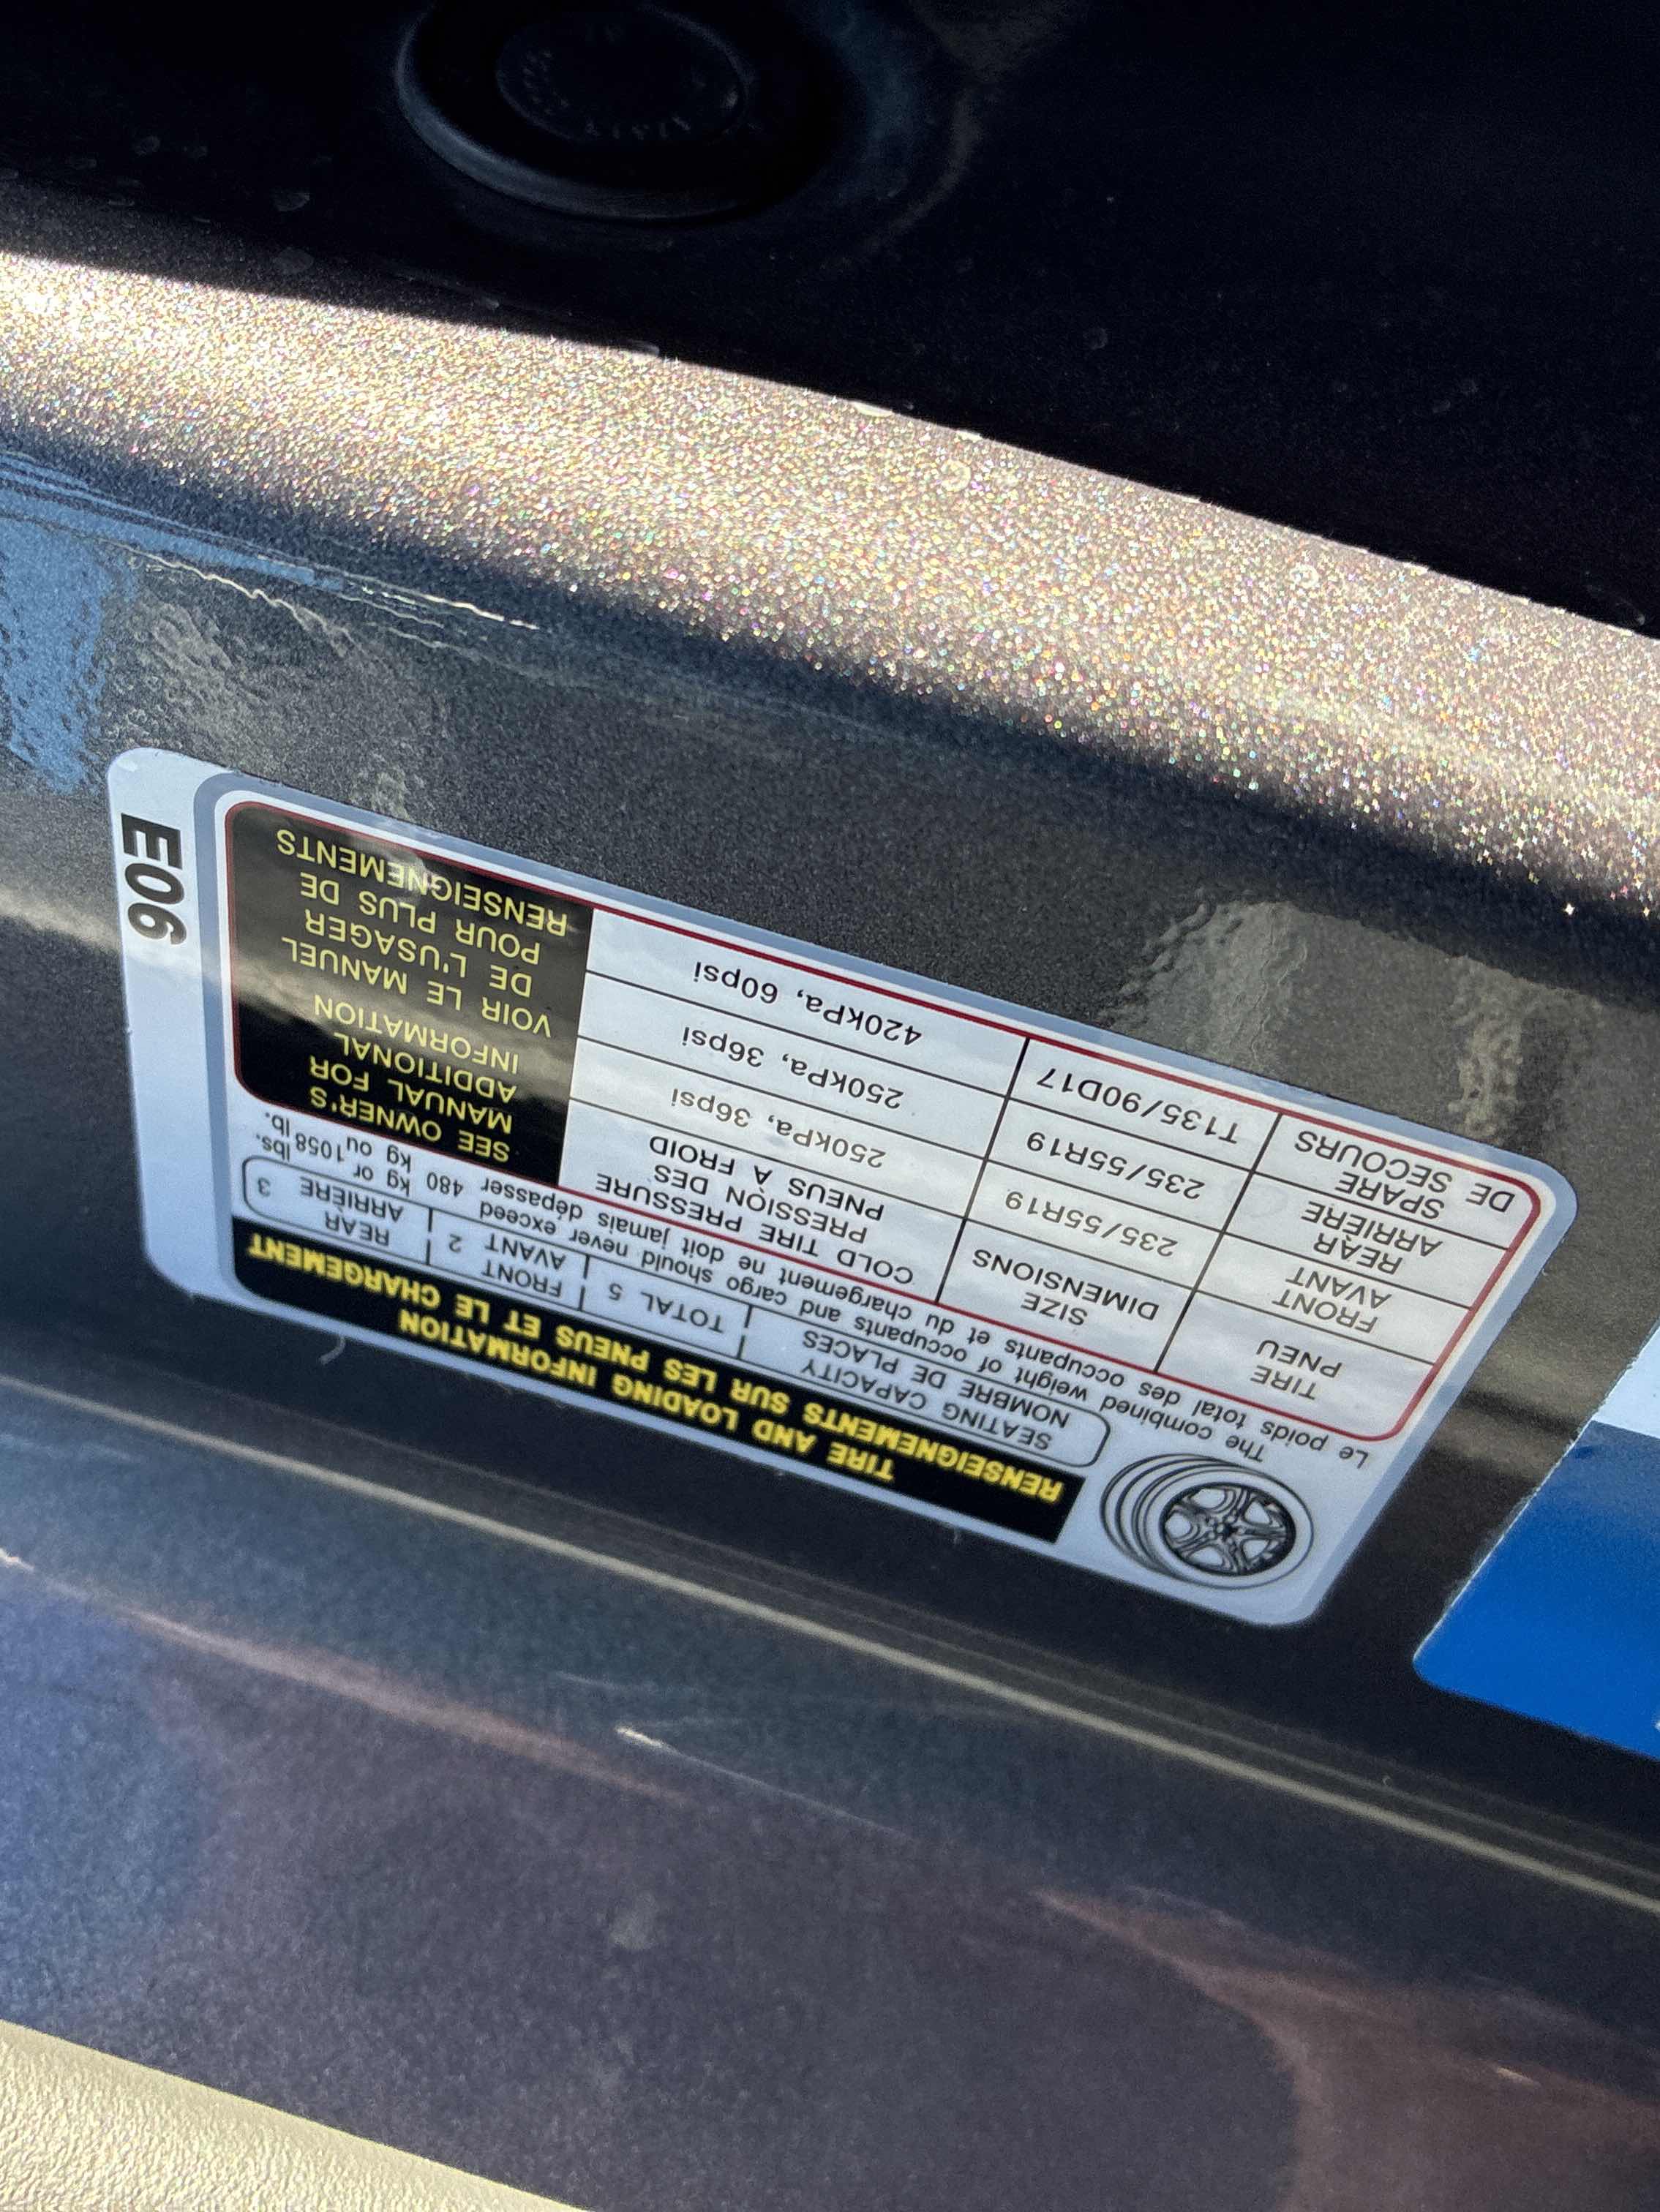 TIRE AND LOADING INFORMATION
RENSEIGNEMENTS SUR LES PNEUS ET LE CHARGEMENT
SEATING CAPACITY
NOMBRE DE PLACES
TOTAL 5
FRONT
AVANT 2
REAR
ARRIÈRE 3
The combined weight of occupants and cargo should never exceed 480 kg or 1058 lbs.
Le poids total des occupants et du chargement ne doit jamais dépasser 480 kg ou 1058 lb.
TIRE
PNEU
SIZE
DIMENSIONS
COLD TIRE PRESSURE
PRESSION DES
PNEUS À FROID
FRONT
AVANT
235/55R19
250kPa, 36psi
REAR
ARRIÈRE
235/55R19
250kPa, 36psi
SPARE
DE SECOURS
T135/90D17
420kPa, 60psi
SEE OWNER'S
MANUAL FOR
ADDITIONAL
INFORMATION
VOIR LE MANUEL
DE L'USAGER
POUR PLUS DE
RENSEIGNEMENTS
E06